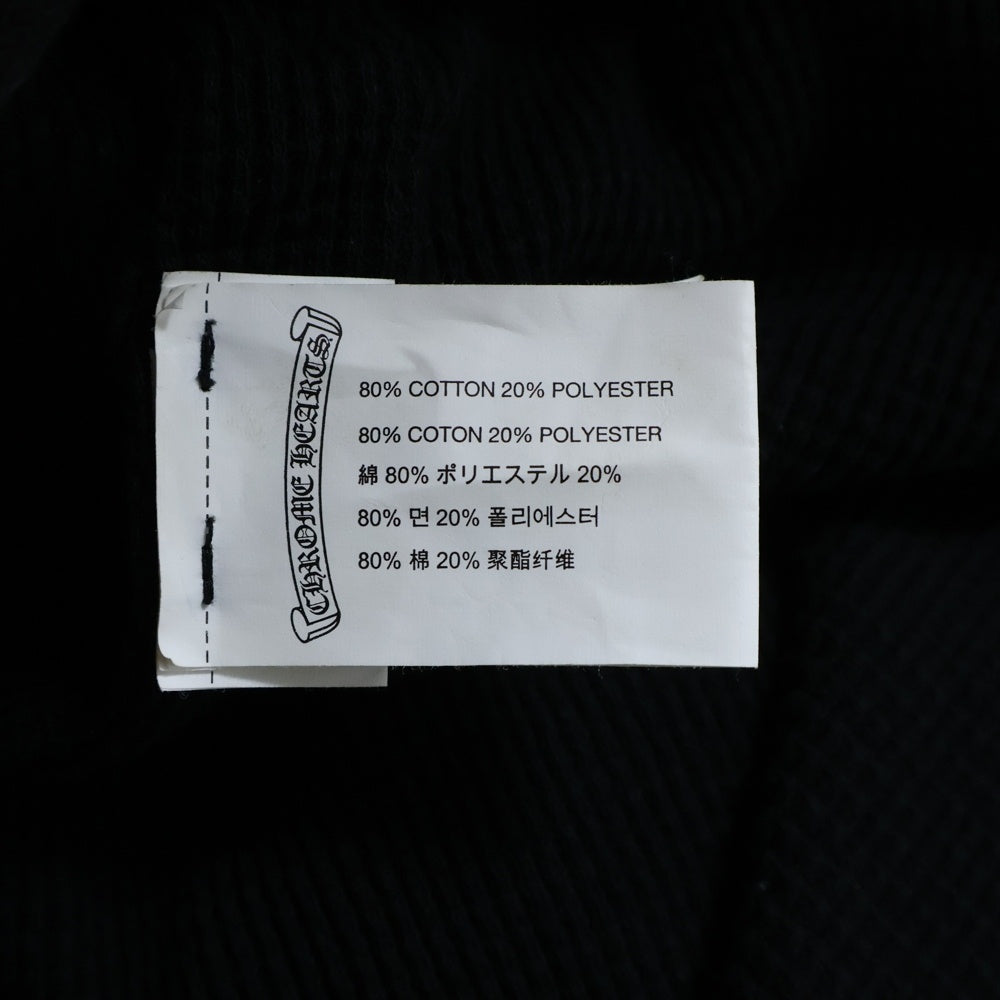 CHROME HEARTS
80% COTTON 20% POLYESTER
80% COTON 20% POLYESTER
綿 80% ポリエステル 20%
80% 면 20% 폴리에스터
80% 棉 20% 聚酯纤维